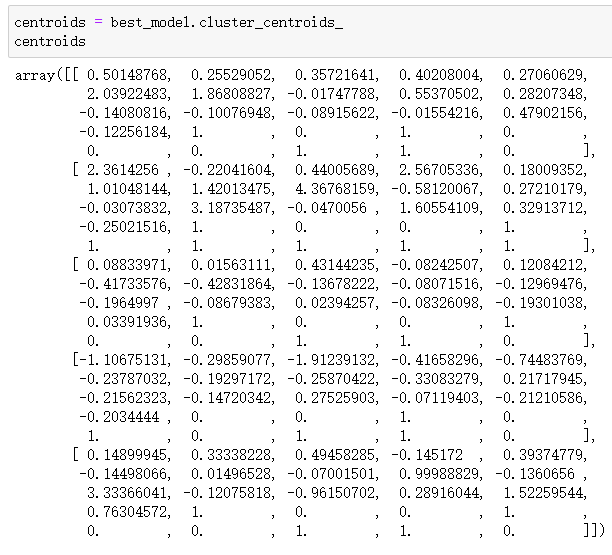 centroids = best_model.cluster_centroids_
centroids
array([[ 0.50148768, 0.25529052, 0.35721641, 0.40208004, 0.27060629,
2.03922483, 1.86808827, -0.01747788, 0.55370502, 0.28207348,
-0.14080816, -0.10076948, -0.08915622, -0.01554216, 0.47902156,
-0.12256184, 1. , 0. , 1. , 0. ,
0. , 0. , 1. , 1. , 0. ],
[ 2.3614256 , -0.22041604, 0.44005689, 2.56705336, 0.18009352,
1.01048144, 1.42013475, 4.36768159, -0.58120067, 0.27210179,
-0.03073832, 3.18735487, -0.0470056 , 1.60554109, 0.32913712,
-0.25021516, 1. , 0. , 0. , 1. ,
1. , 1. , 1. , 1. , 1. ],
[ 0.08833971, 0.01563111, 0.43144235, -0.08242507, 0.12084212,
-0.41733576, -0.42831864, -0.13678222, -0.08071516, -0.12969476,
-0.1964997 , -0.08679383, 0.02394257, -0.08326098, -0.19301038,
0.03391936, 1. , 0. , 0. , 1. ,
0. , 0. , 1. , 0. , 0. ],
[-1.10675131, -0.29859077, -1.91239132, -0.41658296, -0.74483769,
-0.23787032, -0.19297172, -0.25870422, -0.33083279, 0.21717945,
-0.21562323, -0.14720342, 0.27525903, -0.07119403, -0.21210586,
-0.2034444 , 0. , 0. , 1. , 0. ,
1. , 0. , 1. , 1. , 0. ],
[ 0.14899945, 0.33338228, 0.49458285, -0.145172 , 0.39374779,
-0.14498066, 0.01496528, -0.07001501, 0.99988829, -0.1360656 ,
3.33366041, -0.12075818, -0.96150702, 0.28916044, 1.52259544,
0.76304572, 1. , 0. , 0. , 1. ,
0. , 0. , 1. , 1. , 0. ]])